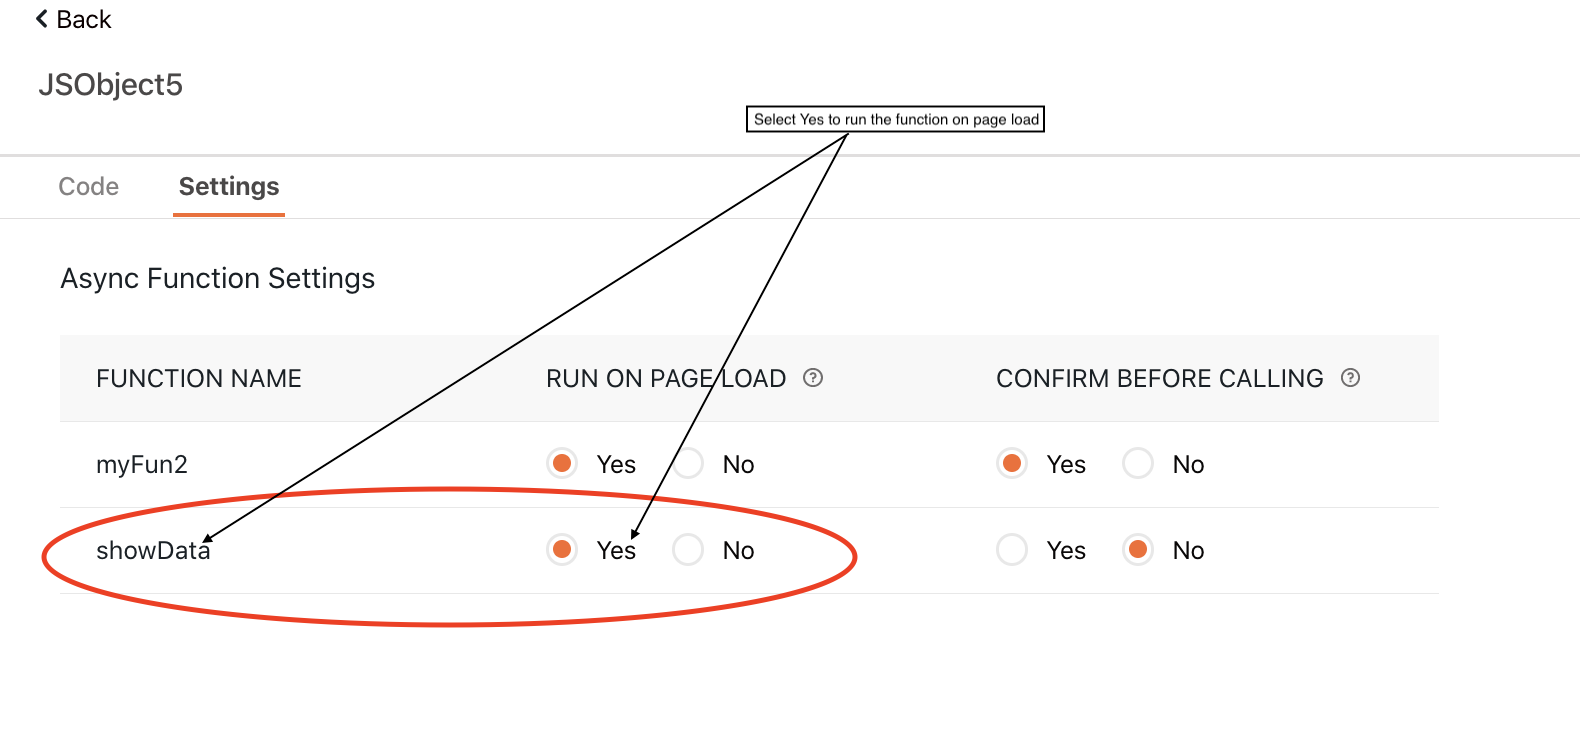 Back
JSObject5
Select Yes to run the function on page load
Code Settings
Async Function Settings
FUNCTION NAME RUN ON PAGE LOAD ? CONFIRM BEFORE CALLING ?
myFun2 Yes No Yes No
showData Yes No Yes No